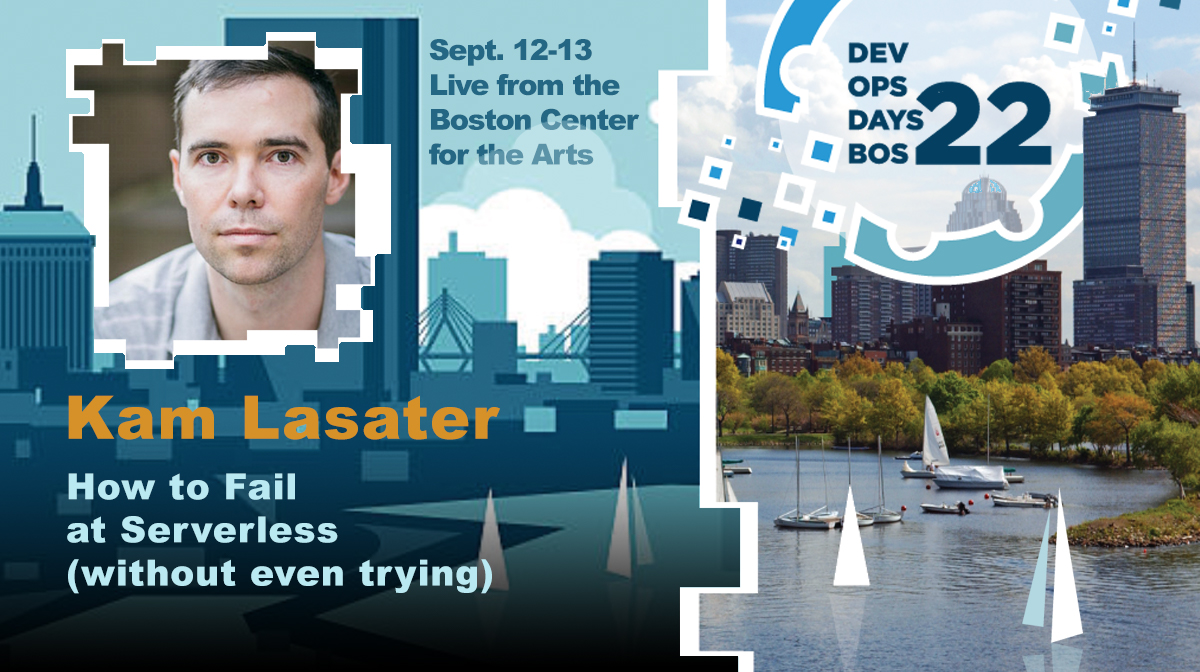 Sept. 12-13
Live from the
Boston Center
for the Arts
DEV
OPS
DAYS
BOS
22
Kam Lasater
How to Fail
at Serverless
(without even trying)